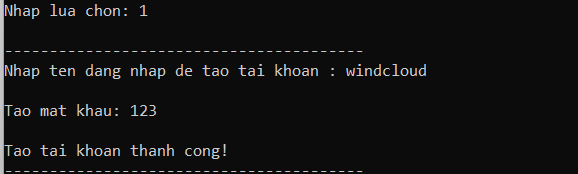 Nhap lua chon: 1
----------------------------------------
Nhap ten dang nhap de tao tai khoan : windcloud
Tao mat khau: 123
Tao tai khoan thanh cong!
----------------------------------------